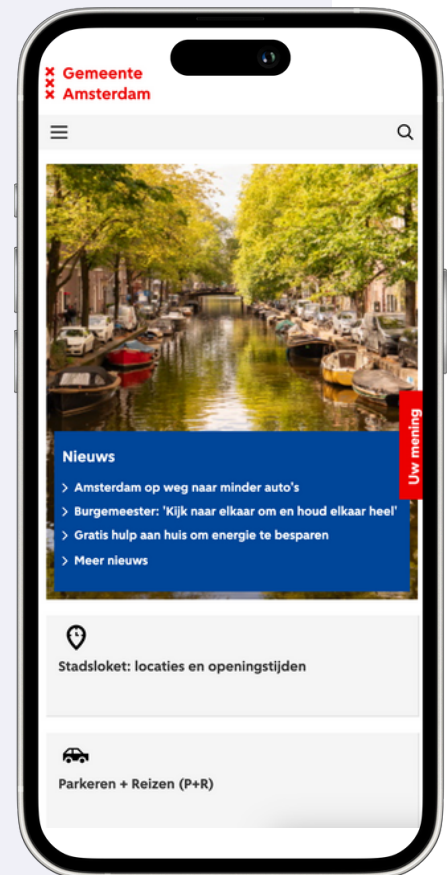 Gemeente
Amsterdam
Uw mening
Nieuws
> Amsterdam op weg naar minder auto's
> Burgemeester: 'Kijk naar elkaar om en houd elkaar heel'
> Gratis hulp aan huis om energie te besparen
> Meer nieuws
Stadsloket: locaties en openingstijden
Parkeren + Reizen (P+R)